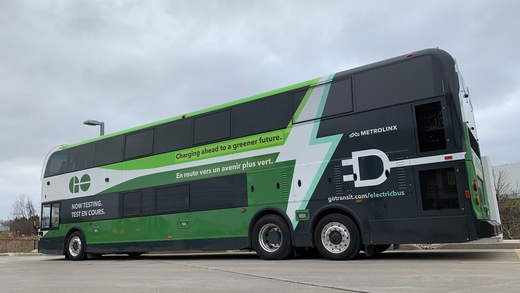 GO
NOW TESTING.
TEST EN COURS.
Charging ahead to a greener future.
En route vers un avenir plus vert.
METROLINX
gotransit.com/electricbus